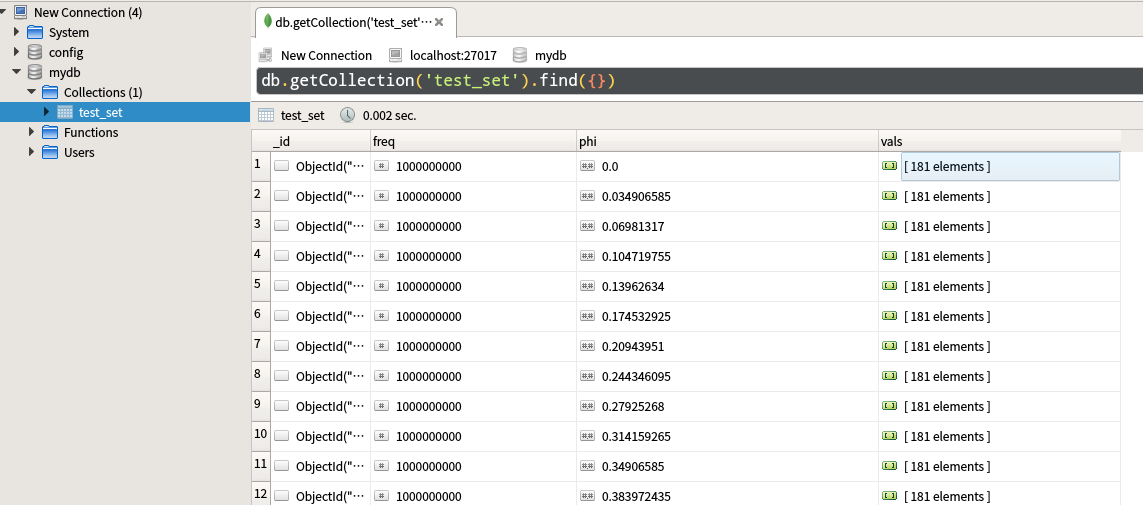 New Connection (4)
System
config
mydb
Collections (1)
test_set
Functions
Users
db.getCollection('test_set'···
New Connection localhost:27017 mydb
db.getCollection('test_set').find({})
test_set 0.002 sec.
_id freq phi vals
1 ObjectId("··· 1000000000 0.0 [ 181 elements ]
2 ObjectId("··· 1000000000 0.034906585 [ 181 elements ]
3 ObjectId("··· 1000000000 0.06981317 [ 181 elements ]
4 ObjectId("··· 1000000000 0.104719755 [ 181 elements ]
5 ObjectId("··· 1000000000 0.13962634 [ 181 elements ]
6 ObjectId("··· 1000000000 0.174532925 [ 181 elements ]
7 ObjectId("··· 1000000000 0.20943951 [ 181 elements ]
8 ObjectId("··· 1000000000 0.244346095 [ 181 elements ]
9 ObjectId("··· 1000000000 0.27925268 [ 181 elements ]
10 ObjectId("··· 1000000000 0.314159265 [ 181 elements ]
11 ObjectId("··· 1000000000 0.34906585 [ 181 elements ]
12 ObjectId("··· 1000000000 0.383972435 [ 181 elements ]